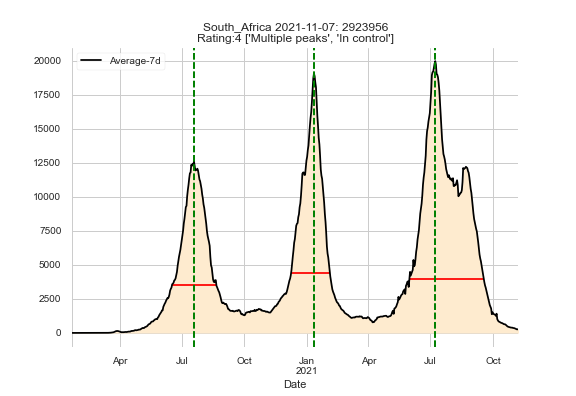 South_Africa 2021-11-07: 2923956
Rating:4 ['Multiple peaks', 'In control']
Average-7d
20000
17500
15000
12500
10000
7500
5000
2500
0
Apr Jul Oct Jan Apr Jul Oct
2021
Date